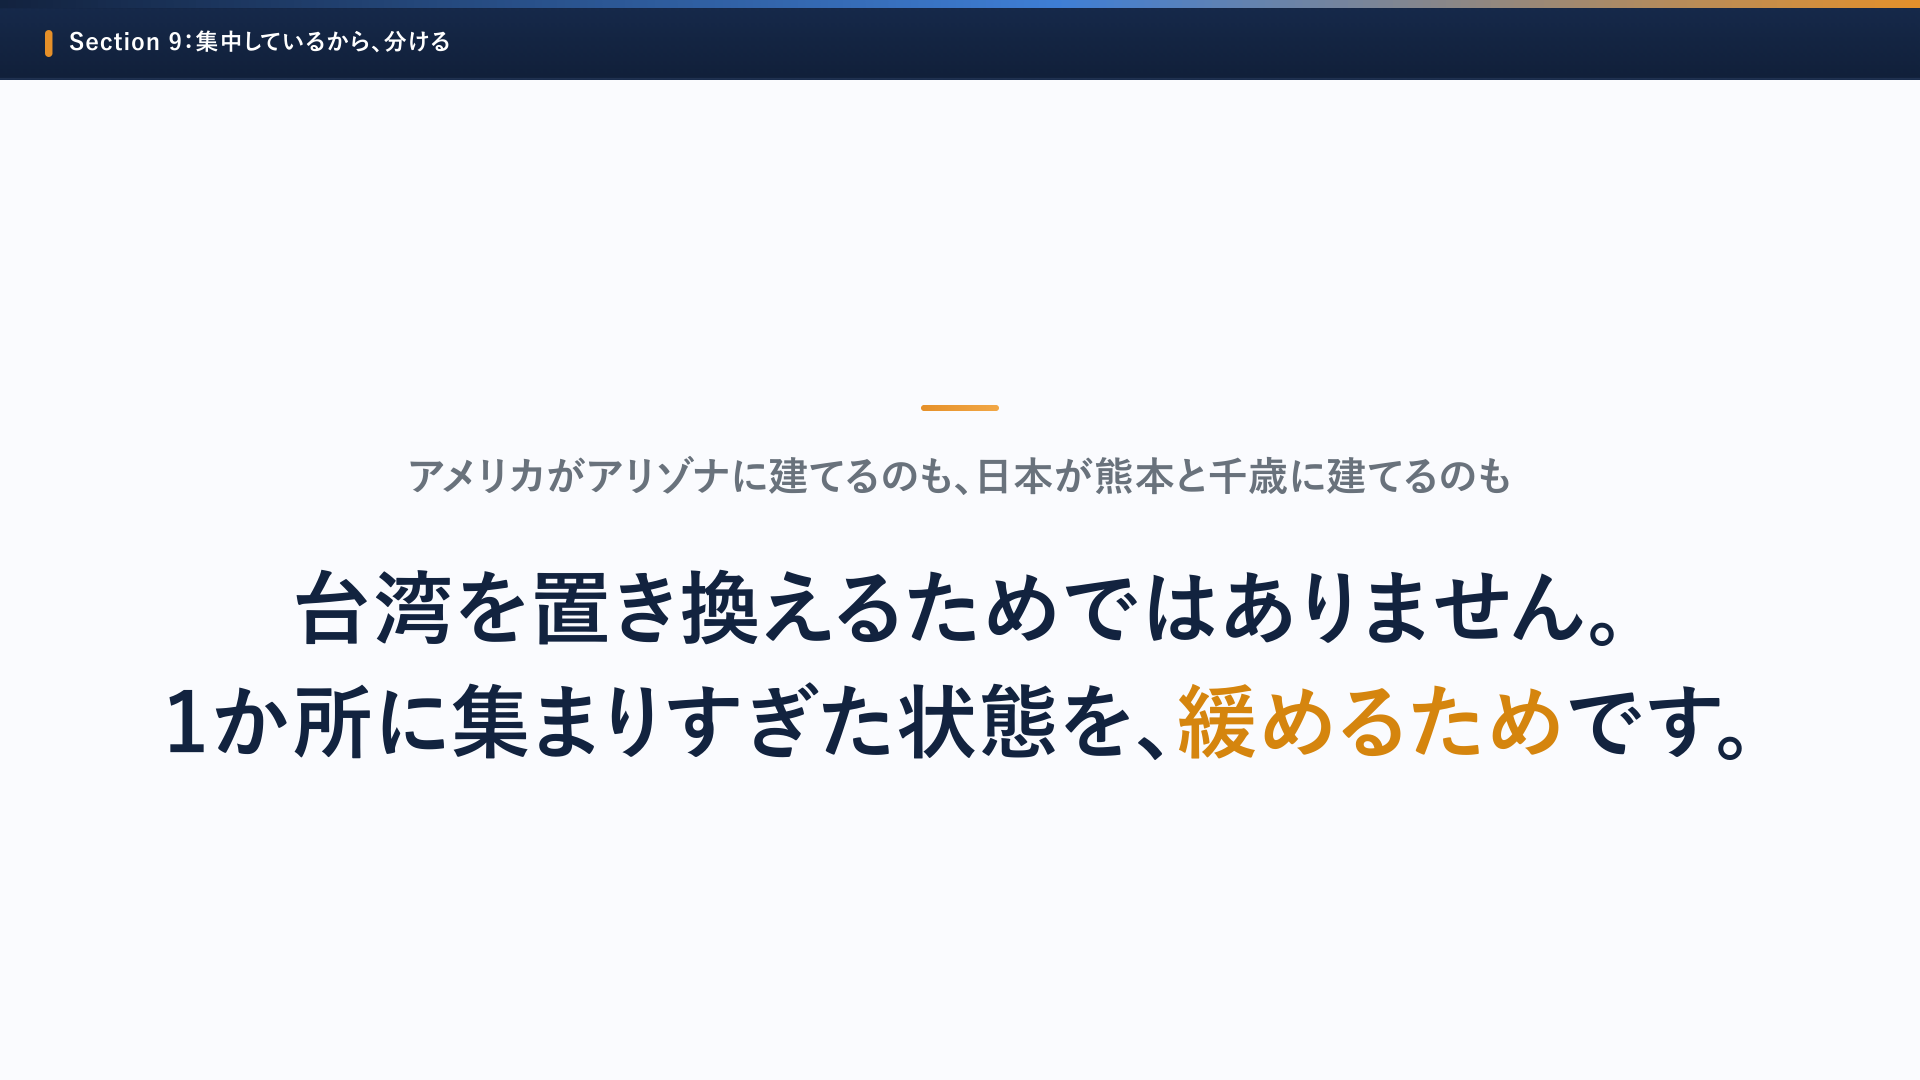 Section 9：集中しているから、分ける
アメリカがアリゾナに建てるのも、日本が熊本と千歳に建てるのも
台湾を置き換えるためではありません。
1か所に集まりすぎた状態を、緩めるためです。